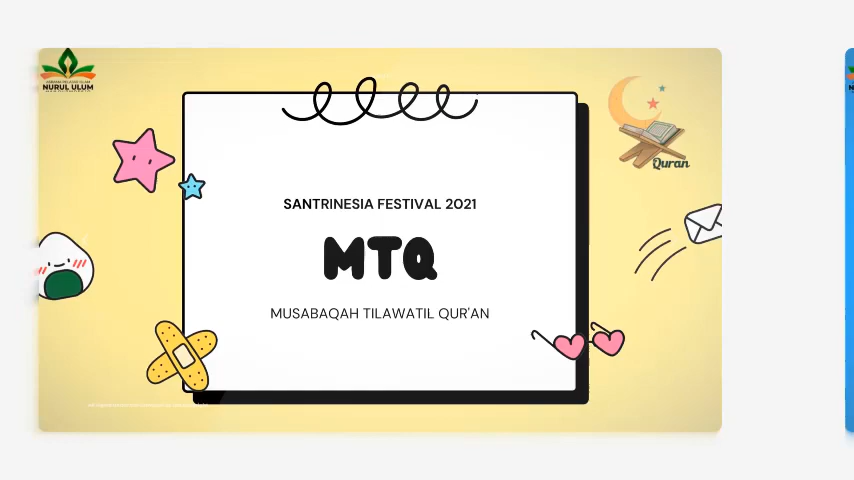 NURUL ULUM
Quran
SANTRINESIA FESTIVAL 2021
MTQ
MUSABAQAH TILAWATIL QUR'AN